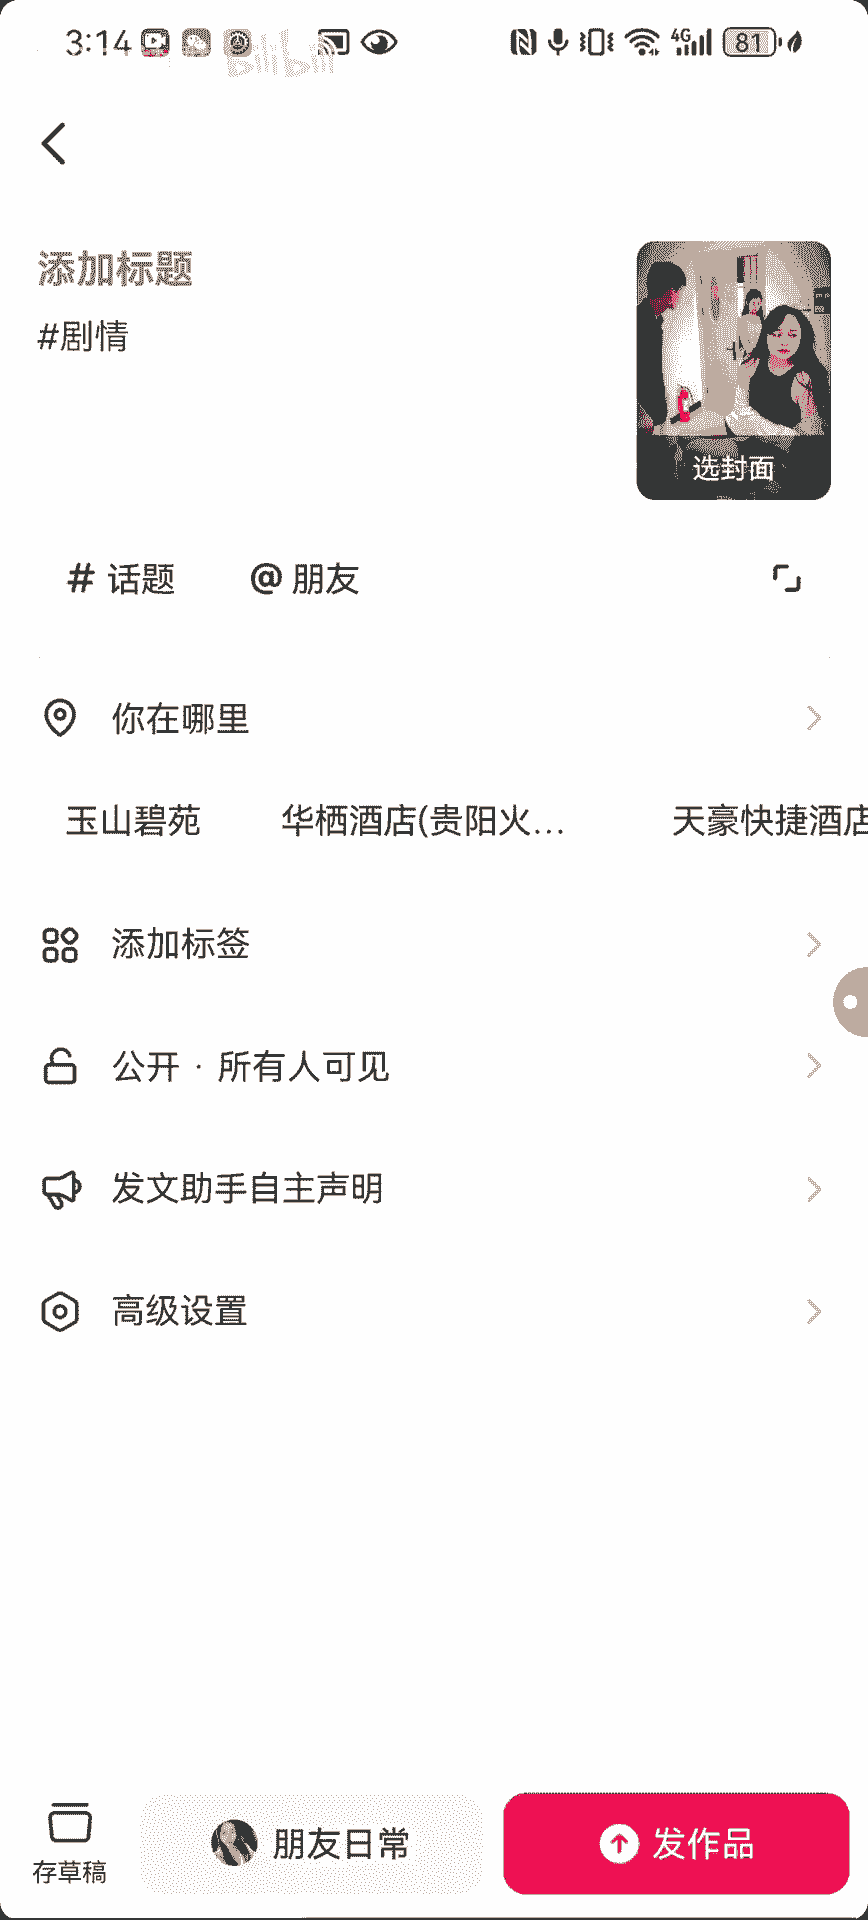 3:14
Bilibili
4G
81
添加标题
#剧情
选封面
# 话题
@ 朋友
你在哪里
玉山碧苑
华栖酒店(贵阳火...
天豪快捷酒店
添加标签
公开 · 所有人可见
发文助手自主声明
高级设置
存草稿
朋友日常
发作品